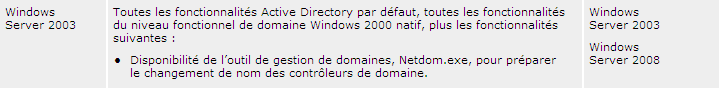 Windows
Server 2003
Toutes les fonctionnalités Active Directory par défaut, toutes les fonctionnalités
du niveau fonctionnel de domaine Windows 2000 natif, plus les fonctionnalités
suivantes :
● Disponibilité de l'outil de gestion de domaines, Netdom.exe, pour préparer
le changement de nom des contrôleurs de domaine.
Windows
Server 2003
Windows
Server 2008